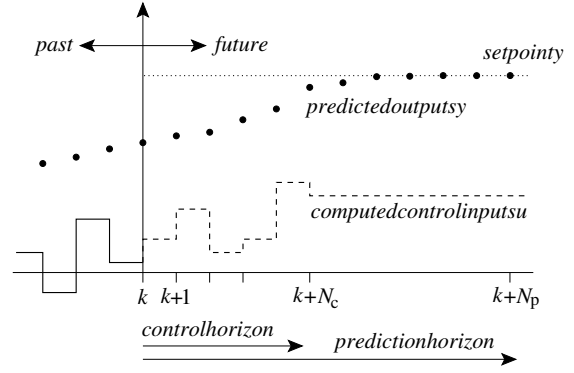 past future
setpointy
predictedoutputsy
computedcontrolinputsu
k k+1 k+Nc k+Np
controlhorizon
predictionhorizon